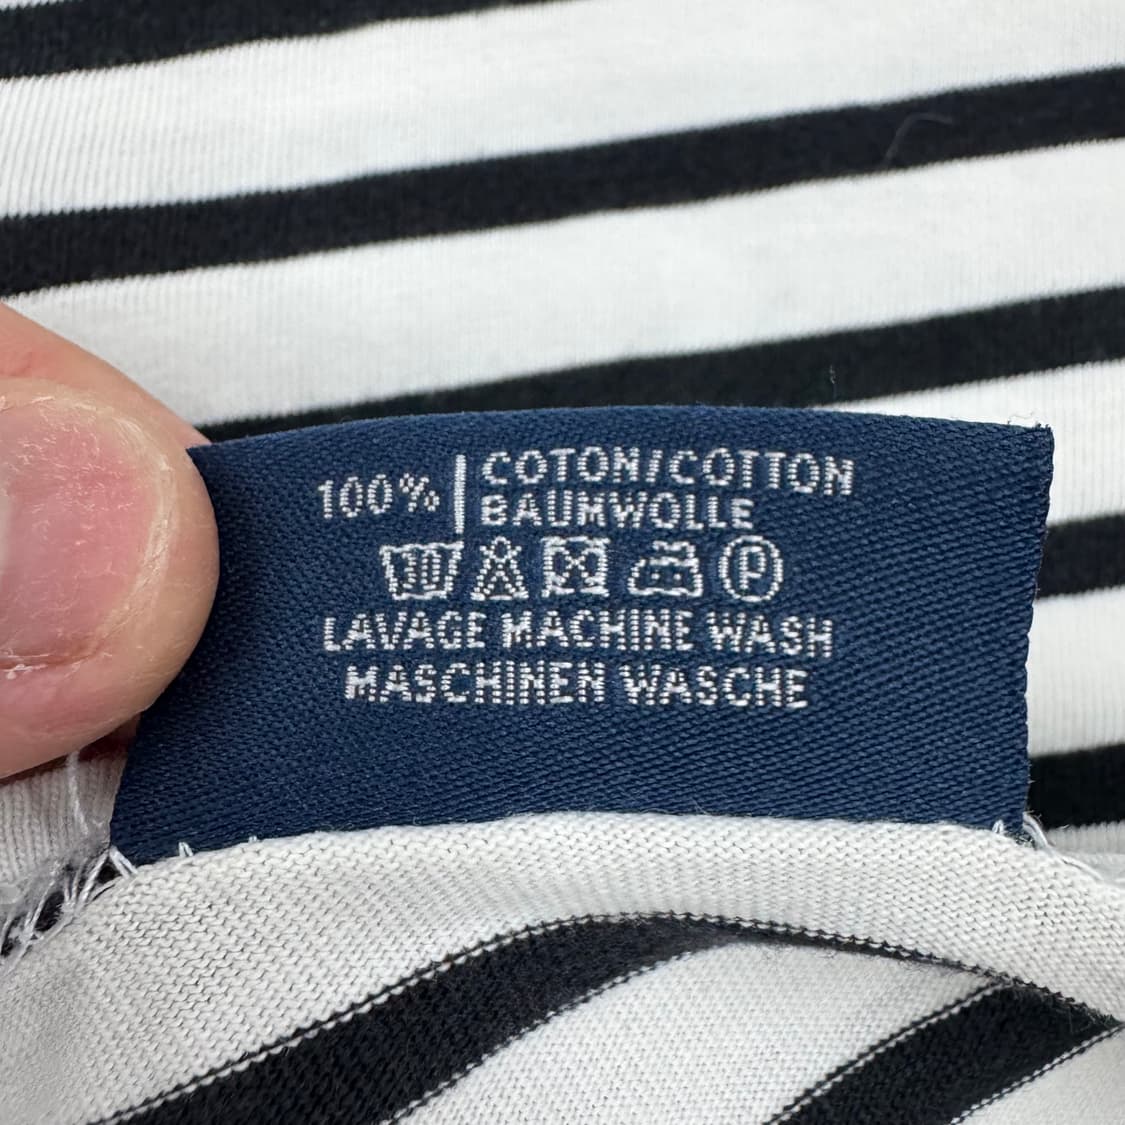 100% COTON/COTTON
BAUMWOLLE
30 P
LAVAGE MACHINE WASH
MASCHINEN WASCHE